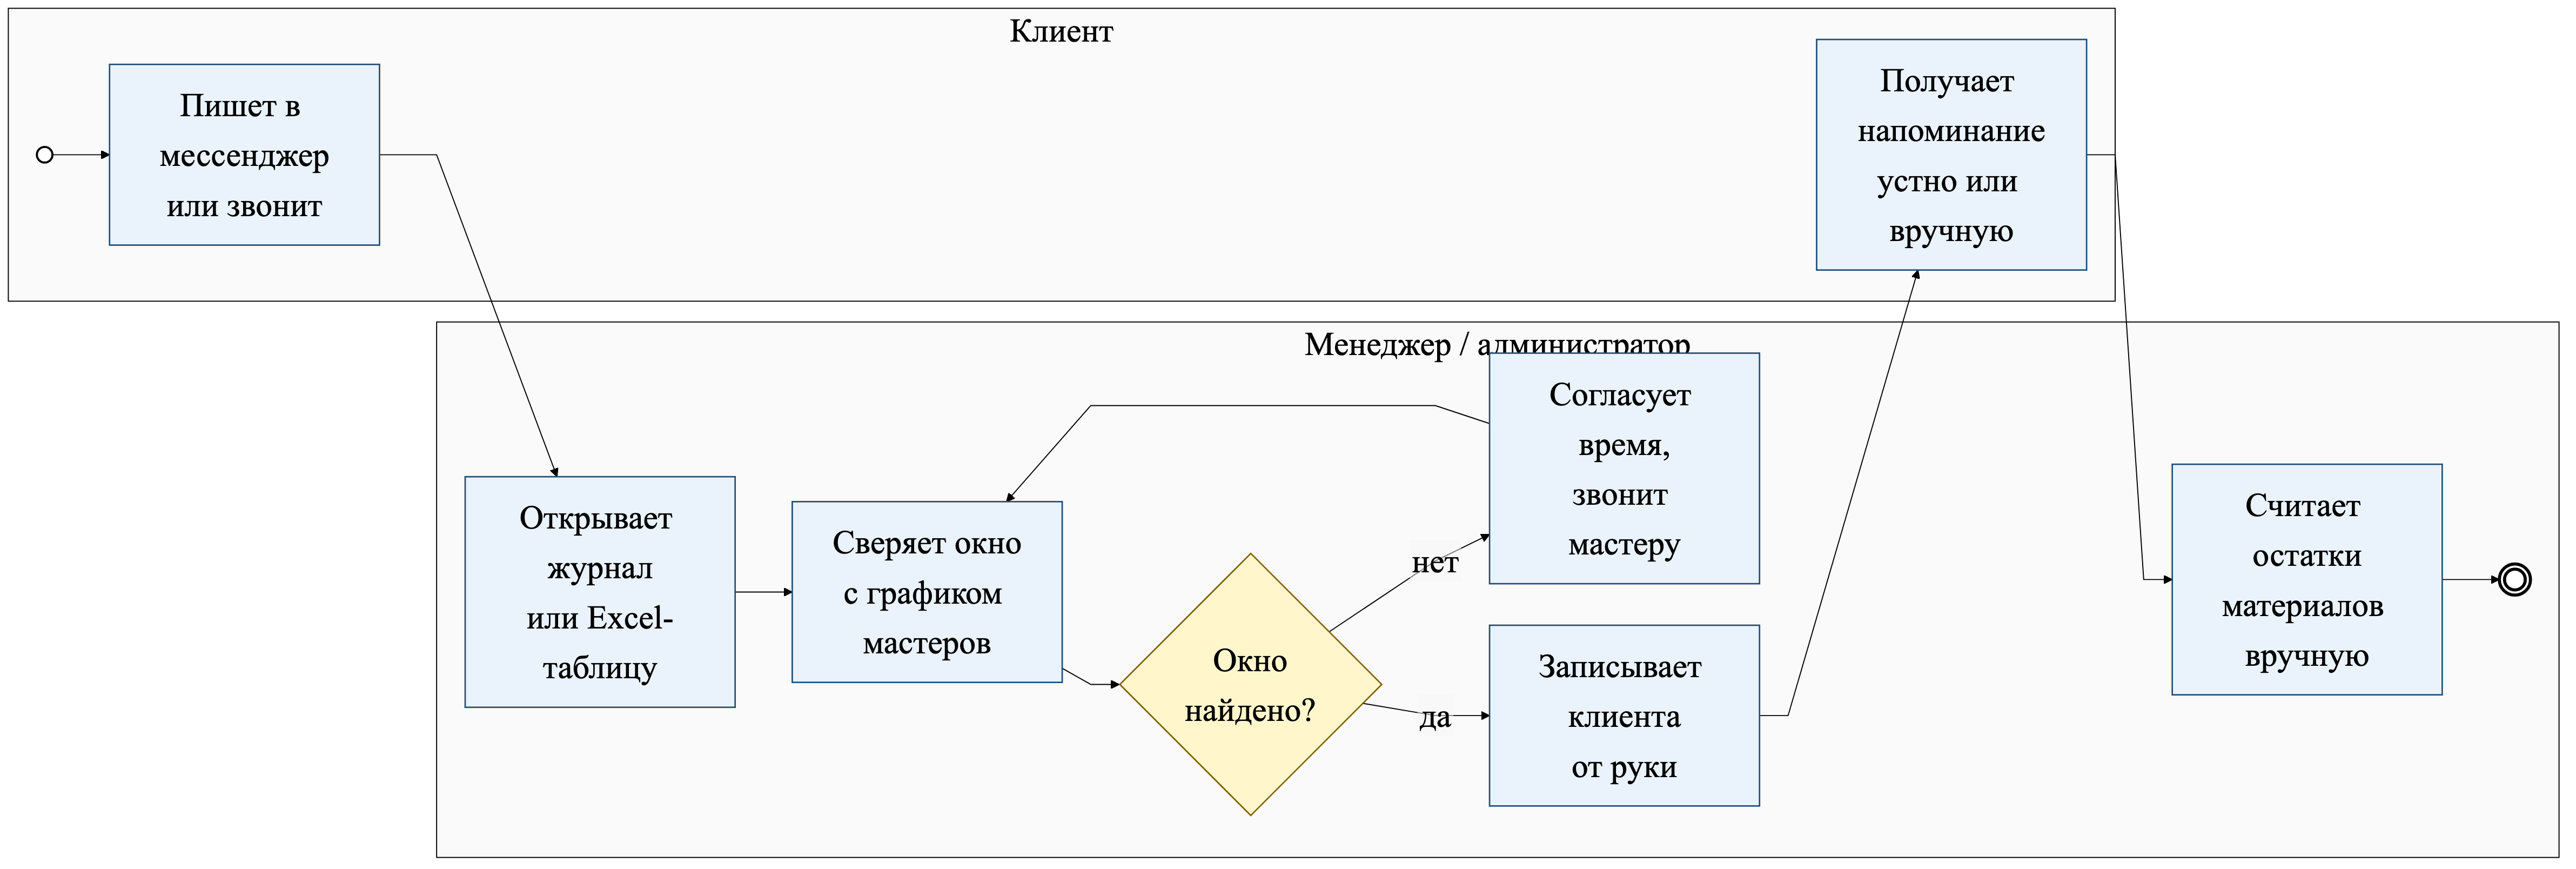 Клиент
Пишет в
мессенджер
или звонит
Получает
напоминание
устно или
вручную
Менеджер / администратор
Открывает
журнал
или Excel-
таблицу
Сверяет окно
с графиком
мастеров
Окно
найдено?
нет
да
Согласует
время,
звонит
мастеру
Записывает
клиента
от руки
Считает
остатки
материалов
вручную